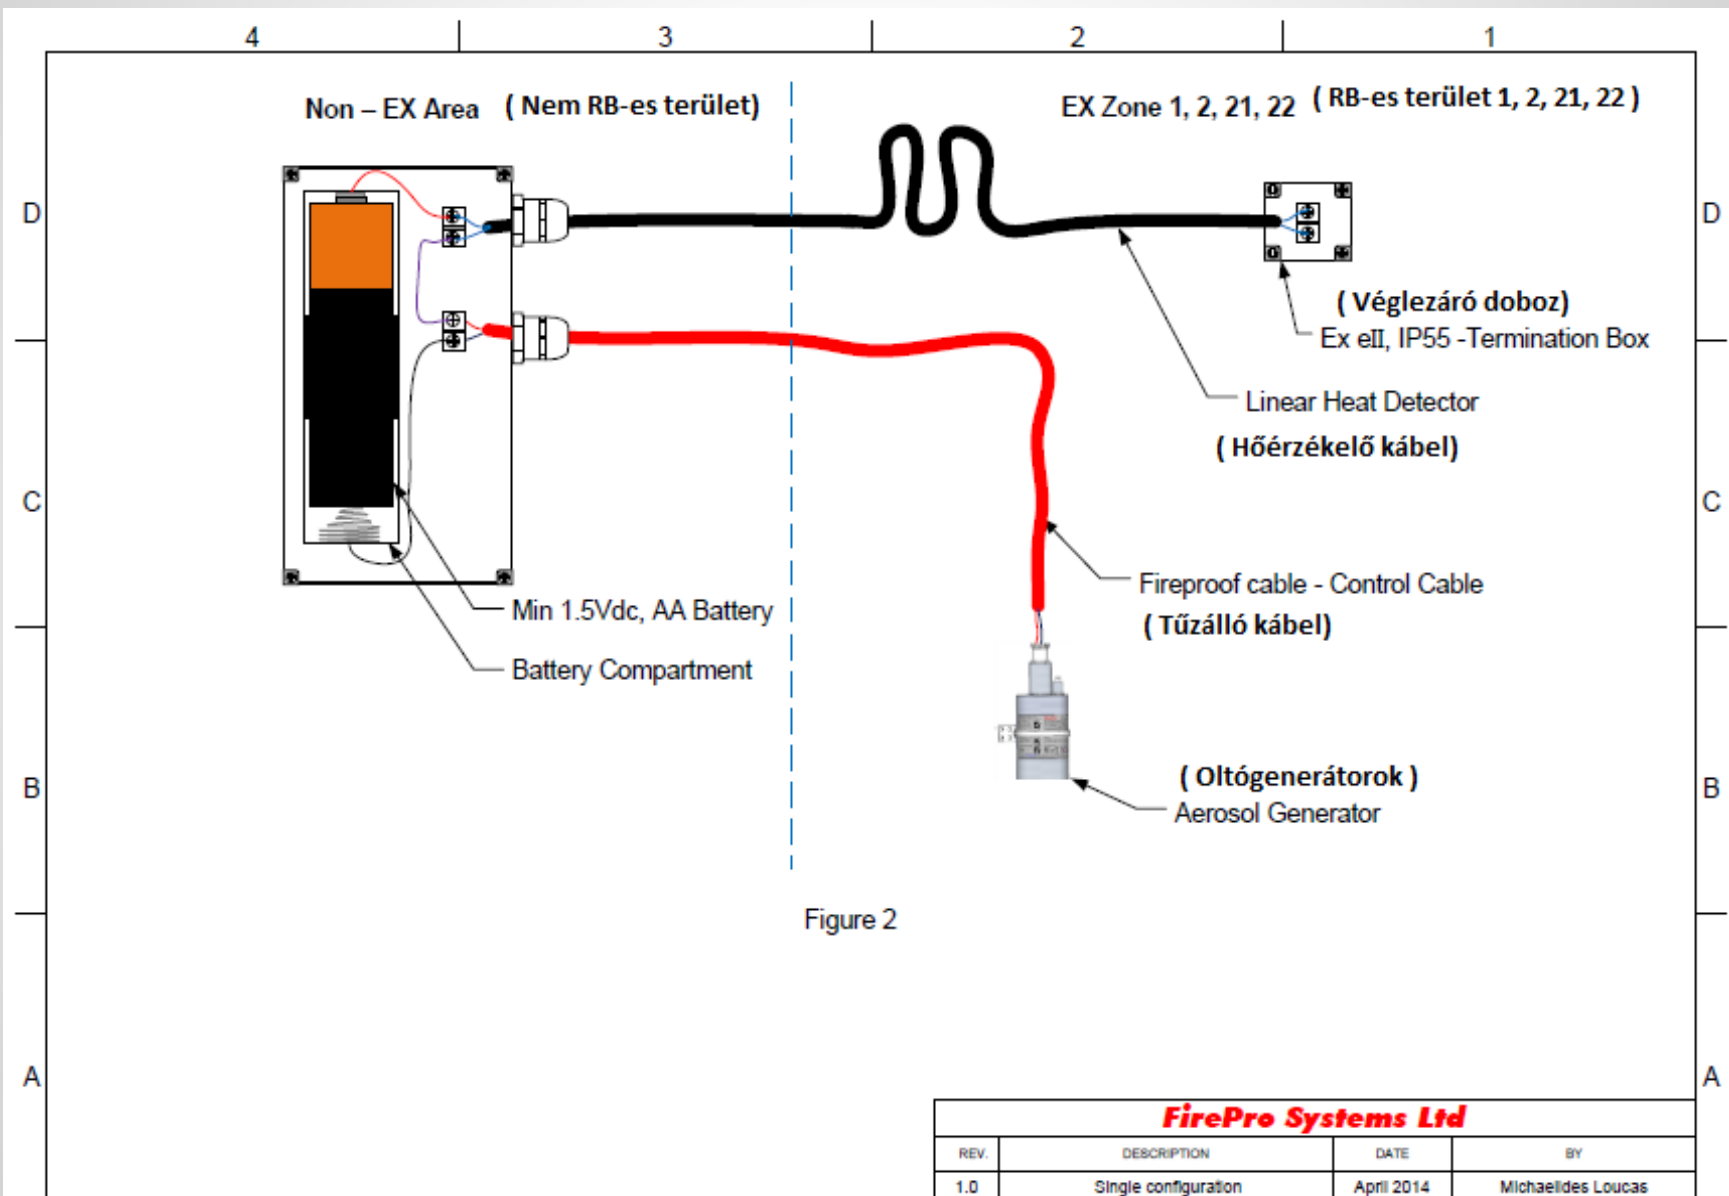 4 3 2 1
Non – EX Area ( Nem RB-es terület)
EX Zone 1, 2, 21, 22 ( RB-es terület 1, 2, 21, 22 )
D D
( Véglezáró doboz)
Ex eII, IP55 -Termination Box
Linear Heat Detector
( Hőérzékelő kábel)
C C
Fireproof cable - Control Cable
( Tűzálló kábel)
Min 1.5Vdc, AA Battery
Battery Compartment
( Oltógenerátorok )
Aerosol Generator
B B
Figure 2
A A
FirePro Systems Ltd
REV. DESCRIPTION DATE BY
1.0 Single configuration April 2014 Michaelides Loucas